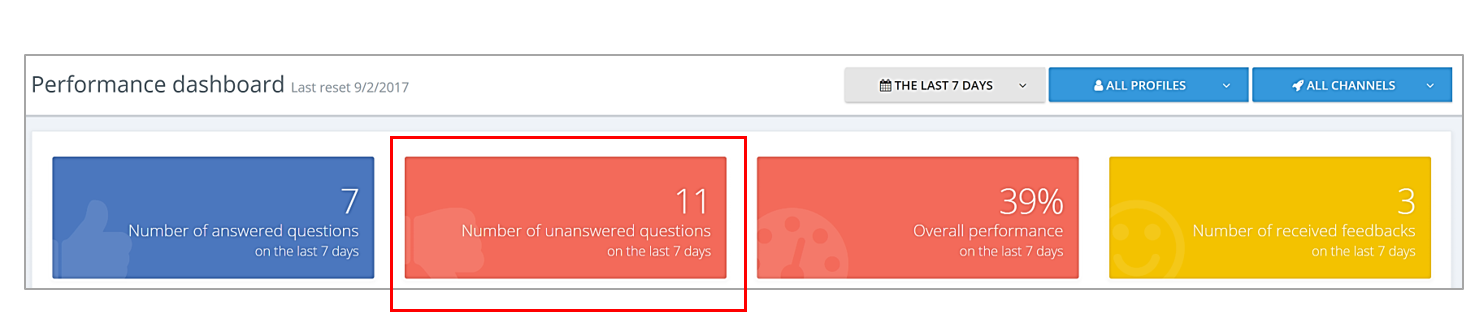 Performance dashboard Last reset 9/2/2017
THE LAST 7 DAYS
ALL PROFILES
ALL CHANNELS
7
Number of answered questions
on the last 7 days
11
Number of unanswered questions
on the last 7 days
39%
Overall performance
on the last 7 days
3
Number of received feedbacks
on the last 7 days